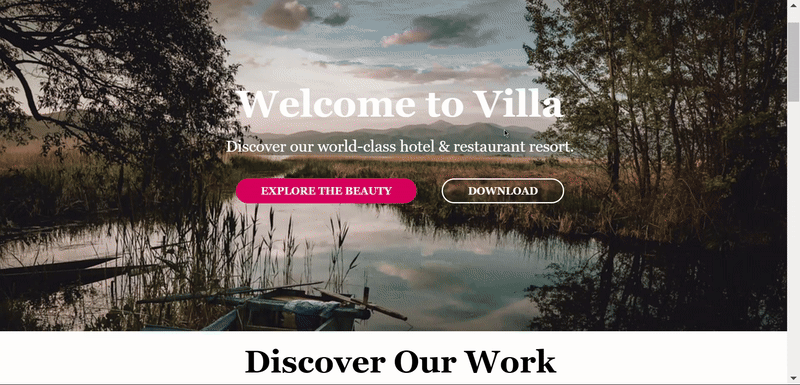 Welcome to Villa
Discover our world-class hotel & restaurant resort.
EXPLORE THE BEAUTY
DOWNLOAD
Discover Our Work